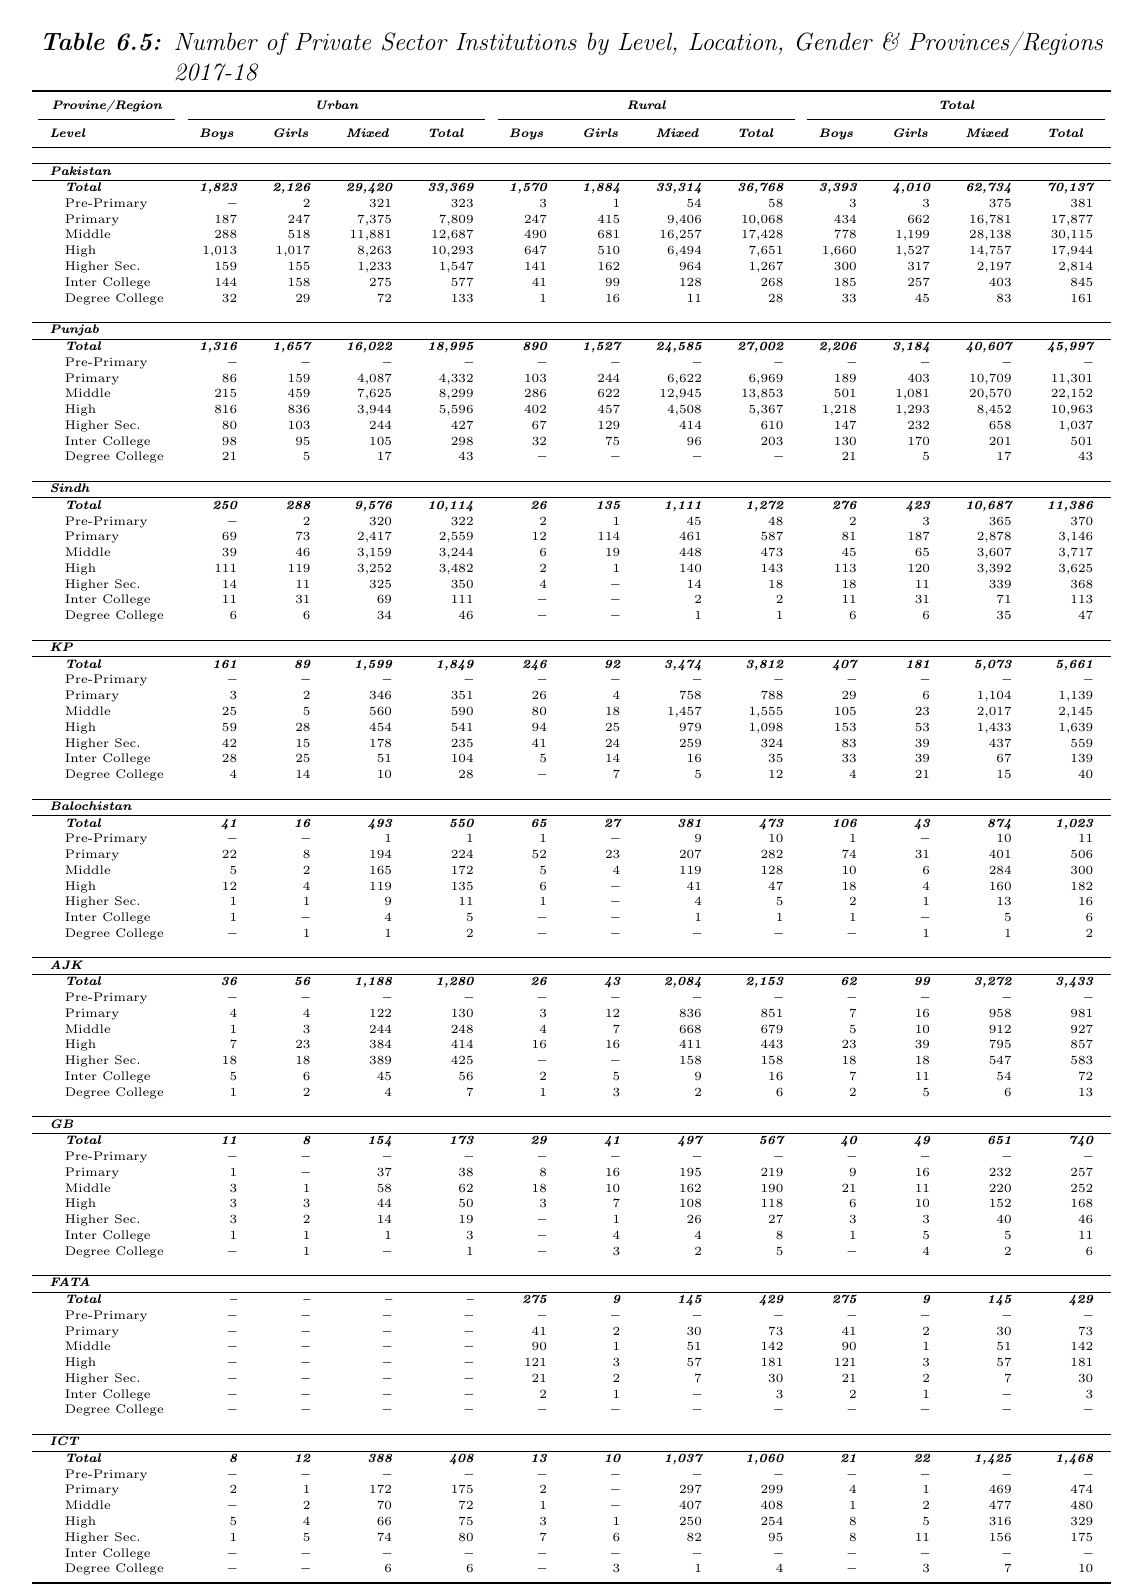 Table 6.5: Number of Private Sector Institutions by Level, Location, Gender & Provinces/Regions
2017-18
Provine/Region Urban Rural Total
Level Boys Girls Mixed Total Boys Girls Mixed Total Boys Girls Mixed Total
Pakistan
Total 1,823 2,126 29,420 33,369 1,570 1,884 33,314 36,768 3,393 4,010 62,734 70,137
Pre-Primary – 2 321 323 3 1 54 58 3 3 375 381
Primary 187 247 7,375 7,809 247 415 9,406 10,068 434 662 16,781 17,877
Middle 288 518 11,881 12,687 490 681 16,257 17,428 778 1,199 28,138 30,115
High 1,013 1,017 8,263 10,293 647 510 6,494 7,651 1,660 1,527 14,757 17,944
Higher Sec. 159 155 1,233 1,547 141 162 964 1,267 300 317 2,197 2,814
Inter College 144 158 275 577 41 99 128 268 185 257 403 845
Degree College 32 29 72 133 1 16 11 28 33 45 83 161
Punjab
Total 1,316 1,657 16,022 18,995 890 1,527 24,585 27,002 2,206 3,184 40,607 45,997
Pre-Primary – – – – – – – – – – – –
Primary 86 159 4,087 4,332 103 244 6,622 6,969 189 403 10,709 11,301
Middle 215 459 7,625 8,299 286 622 12,945 13,853 501 1,081 20,570 22,152
High 816 836 3,944 5,596 402 457 4,508 5,367 1,218 1,293 8,452 10,963
Higher Sec. 80 103 244 427 67 129 414 610 147 232 658 1,037
Inter College 98 95 105 298 32 75 96 203 130 170 201 501
Degree College 21 5 17 43 – – – – 21 5 17 43
Sindh
Total 250 288 9,576 10,114 26 135 1,111 1,272 276 423 10,687 11,386
Pre-Primary – 2 320 322 2 1 45 48 2 3 365 370
Primary 69 73 2,417 2,559 12 114 461 587 81 187 2,878 3,146
Middle 39 46 3,159 3,244 6 19 448 473 45 65 3,607 3,717
High 111 119 3,252 3,482 2 1 140 143 113 120 3,392 3,625
Higher Sec. 14 11 325 350 4 – 14 18 18 11 339 368
Inter College 11 31 69 111 – – 2 2 11 31 71 113
Degree College 6 6 34 46 – – 1 1 6 6 35 47
KP
Total 161 89 1,599 1,849 246 92 3,474 3,812 407 181 5,073 5,661
Pre-Primary – – – – – – – – – – – –
Primary 3 2 346 351 26 4 758 788 29 6 1,104 1,139
Middle 25 5 560 590 80 18 1,457 1,555 105 23 2,017 2,145
High 59 28 454 541 94 25 979 1,098 153 53 1,433 1,639
Higher Sec. 42 15 178 235 41 24 259 324 83 39 437 559
Inter College 28 25 51 104 5 14 16 35 33 39 67 139
Degree College 4 14 10 28 – 7 5 12 4 21 15 40
Balochistan
Total 41 16 493 550 65 27 381 473 106 43 874 1,023
Pre-Primary – – 1 1 1 – 9 10 1 – 10 11
Primary 22 8 194 224 52 23 207 282 74 31 401 506
Middle 5 2 165 172 5 4 119 128 10 6 284 300
High 12 4 119 135 6 – 41 47 18 4 160 182
Higher Sec. 1 1 9 11 1 – 4 5 2 1 13 16
Inter College 1 – 4 5 – – 1 1 1 – 5 6
Degree College – 1 1 2 – – – – – 1 1 2
AJK
Total 36 56 1,188 1,280 26 43 2,084 2,153 62 99 3,272 3,433
Pre-Primary – – – – – – – – – – – –
Primary 4 4 122 130 3 12 836 851 7 16 958 981
Middle 1 3 244 248 4 7 668 679 5 10 912 927
High 7 23 384 414 16 16 411 443 23 39 795 857
Higher Sec. 18 18 389 425 – – 158 158 18 18 547 583
Inter College 5 6 45 56 2 5 9 16 7 11 54 72
Degree College 1 2 4 7 1 3 2 6 2 5 6 13
GB
Total 11 8 154 173 29 41 497 567 40 49 651 740
Pre-Primary – – – – – – – – – – – –
Primary 1 – 37 38 8 16 195 219 9 16 232 257
Middle 3 1 58 62 18 10 162 190 21 11 220 252
High 3 3 44 50 3 7 108 118 6 10 152 168
Higher Sec. 3 2 14 19 – 1 26 27 3 3 40 46
Inter College 1 1 1 3 – 4 4 8 1 5 5 11
Degree College – 1 – 1 – 3 2 5 – 4 2 6
FATA
Total – – – – 275 9 145 429 275 9 145 429
Pre-Primary – – – – – – – – – – – –
Primary – – – – 41 2 30 73 41 2 30 73
Middle – – – – 90 1 51 142 90 1 51 142
High – – – – 121 3 57 181 121 3 57 181
Higher Sec. – – – – 21 2 7 30 21 2 7 30
Inter College – – – – 2 1 – 3 2 1 – 3
Degree College – – – – – – – – – – – –
ICT
Total 8 12 388 408 13 10 1,037 1,060 21 22 1,425 1,468
Pre-Primary – – – – – – – – – – – –
Primary 2 1 172 175 2 – 297 299 4 1 469 474
Middle – 2 70 72 1 – 407 408 1 2 477 480
High 5 4 66 75 3 1 250 254 8 5 316 329
Higher Sec. 1 5 74 80 7 6 82 95 8 11 156 175
Inter College – – – – – – – – – – – –
Degree College – – 6 6 – 3 1 4 – 3 7 10